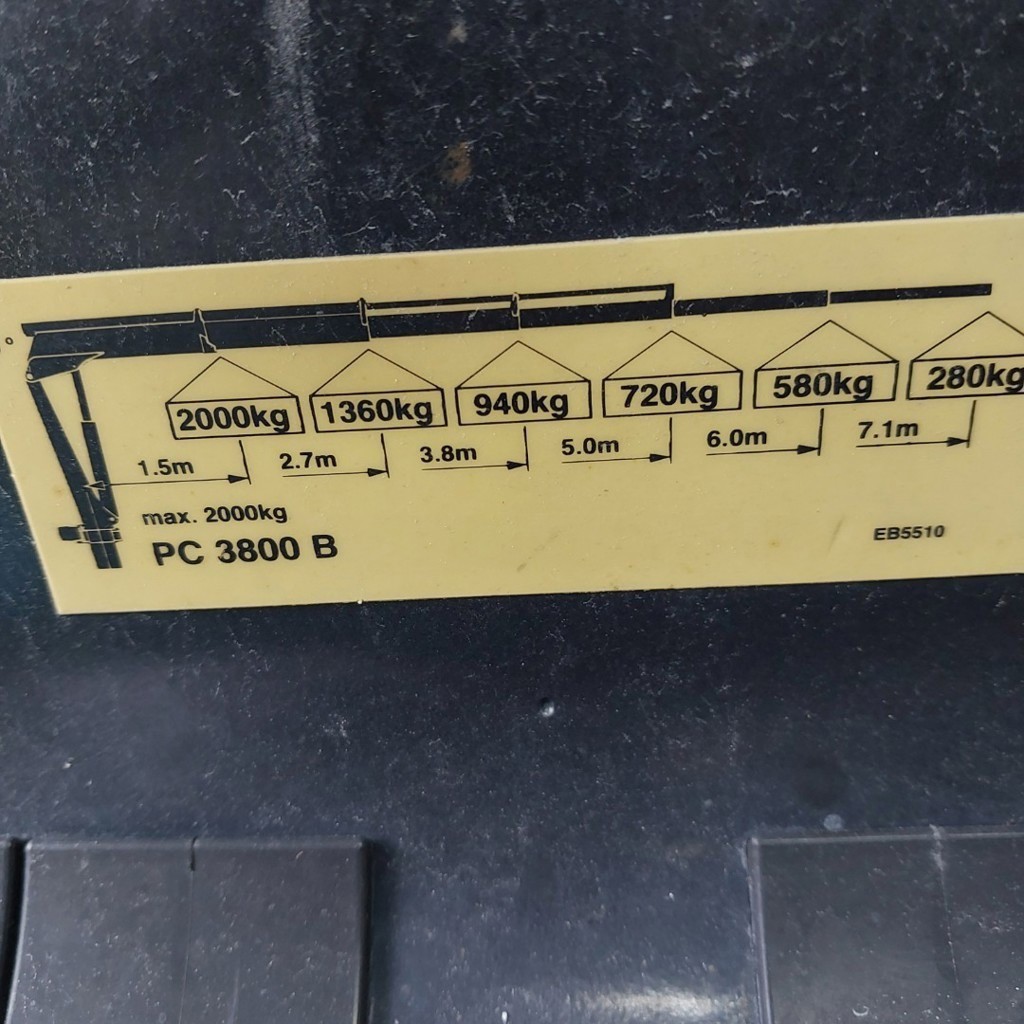 2000kg 1360kg 940kg 720kg 580kg 280kg
1.5m 2.7m 3.8m 5.0m 6.0m 7.1m
max. 2000kg
PC 3800 B
EB5510